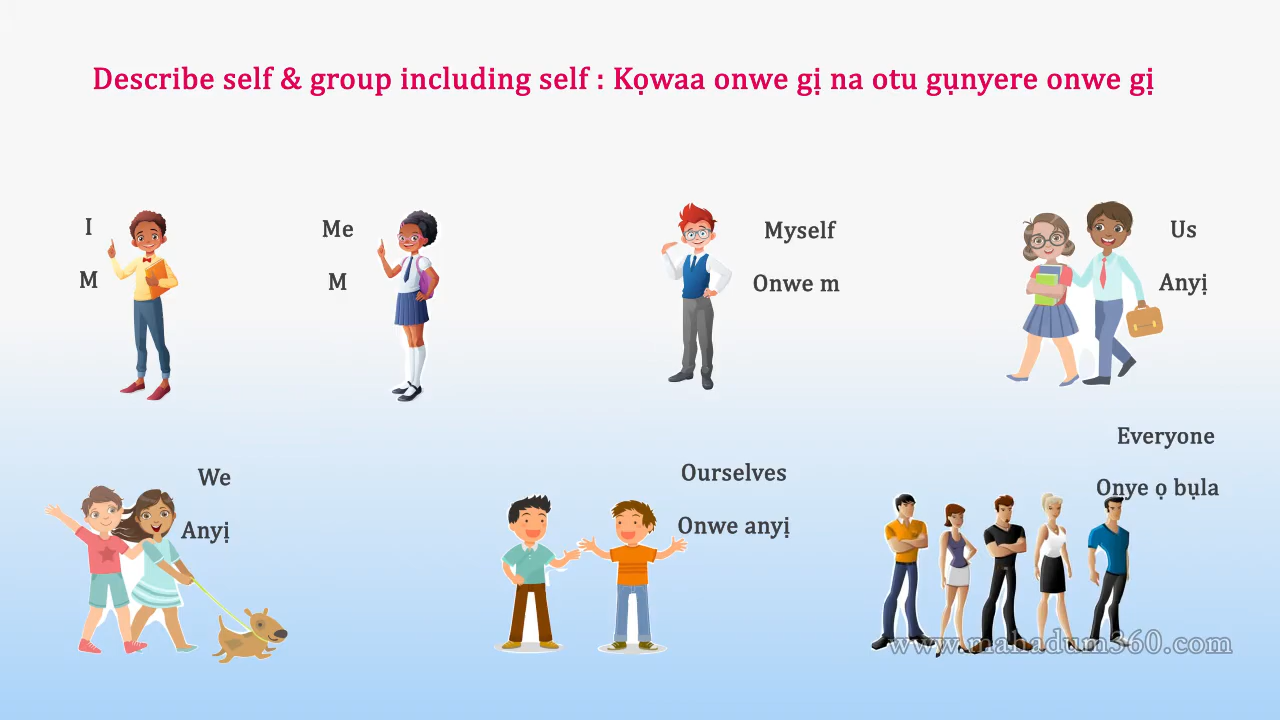 Describe self & group including self : Kọwaa onwe gị na otu gụnyere onwe gị
I
M
Me
M
Myself
Onwe m
Us
Anyị
We
Anyị
Ourselves
Onwe anyị
Everyone
Onye ọ bụla
www.mahadum360.com